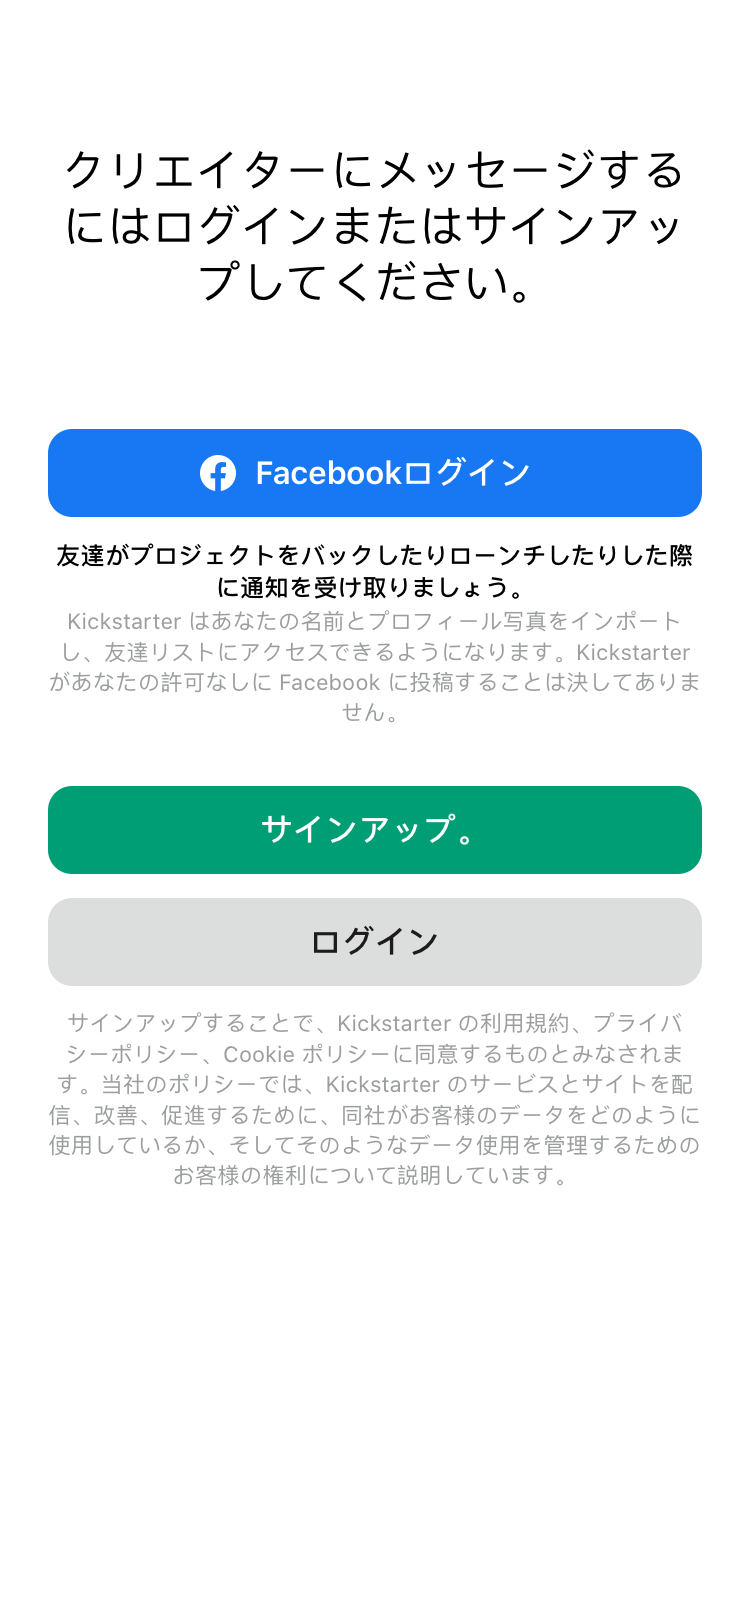 クリエイターにメッセージする
にはログインまたはサインアッ
プしてください。
Facebookログイン
友達がプロジェクトをバックしたりローンチしたりした際
に通知を受け取りましょう。
Kickstarter はあなたの名前とプロフィール写真をインポート
し、友達リストにアクセスできるようになります。Kickstarter
があなたの許可なしに Facebook に投稿することは決してありま
せん。
サインアップ。
ログイン
サインアップすることで、Kickstarter の利用規約、プライバ
シーポリシー、Cookie ポリシーに同意するものとみなされま
す。当社のポリシーでは、Kickstarter のサービスとサイトを配
信、改善、促進するために、同社がお客様のデータをどのように
使用しているか、そしてそのようなデータ使用を管理するための
お客様の権利について説明しています。